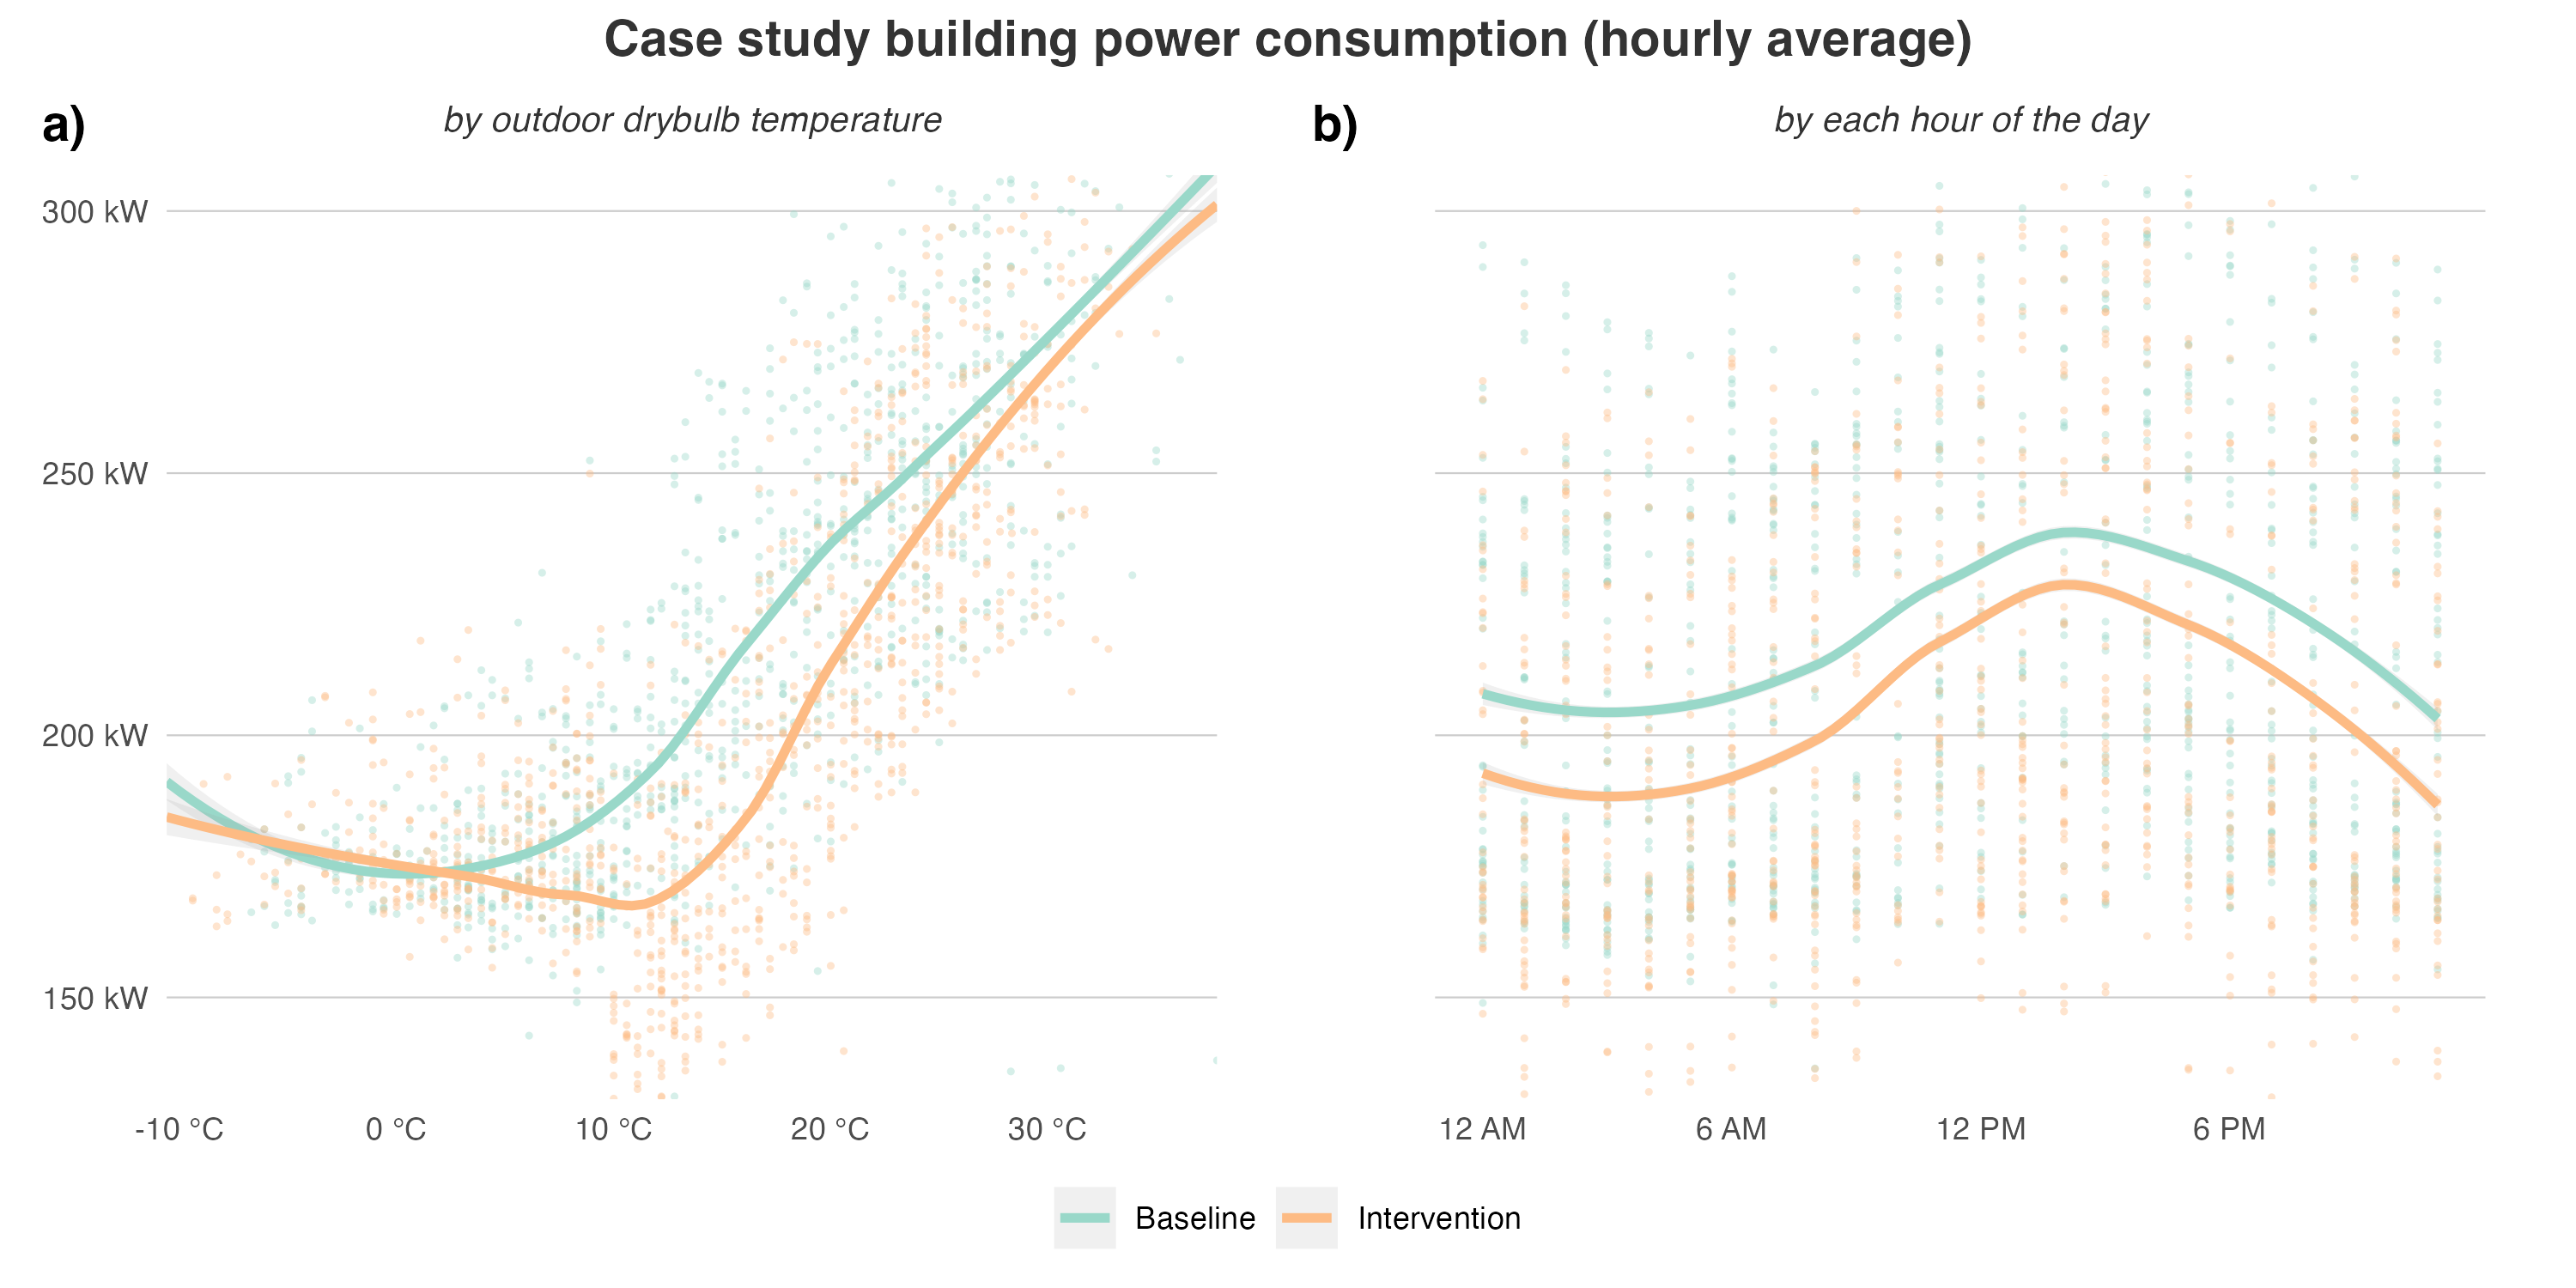 Case study building power consumption (hourly average)
a)
by outdoor drybulb temperature
300 kW
250 kW
200 kW
150 kW
-10 °C 0 °C 10 °C 20 °C 30 °C
b)
by each hour of the day
12 AM 6 AM 12 PM 6 PM
Baseline Intervention